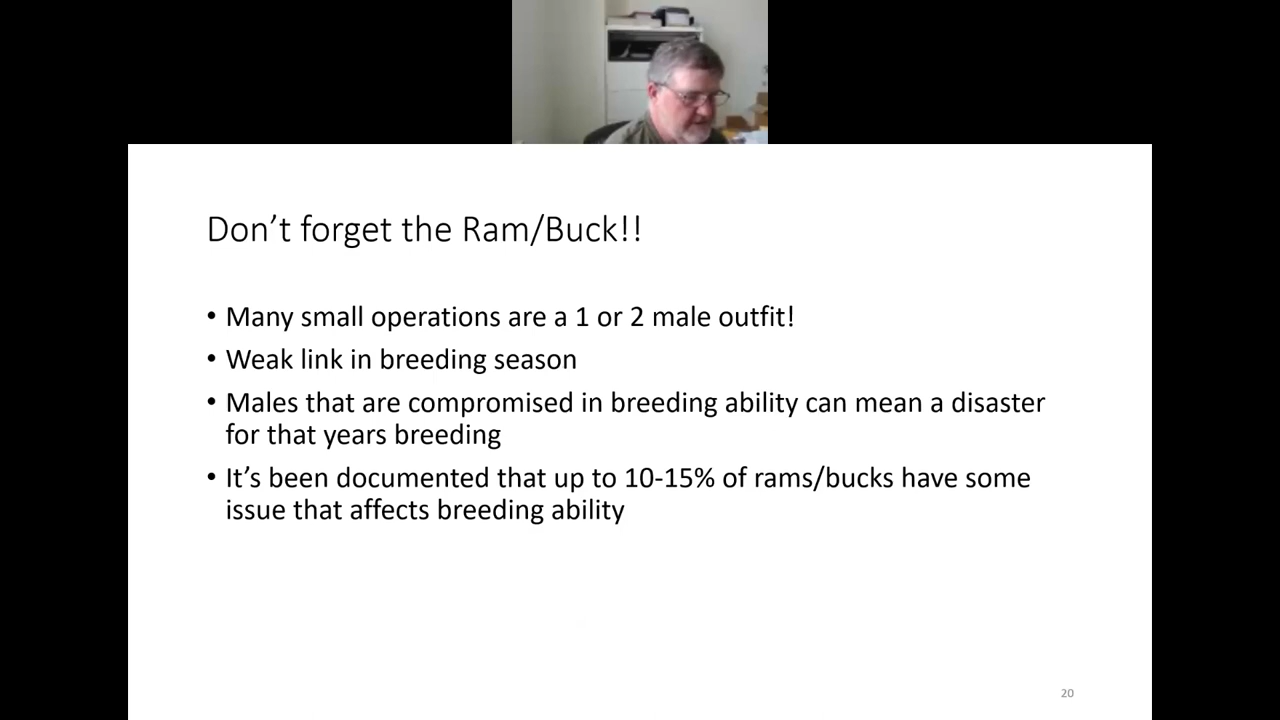 Don’t forget the Ram/Buck!!
• Many small operations are a 1 or 2 male outfit!
• Weak link in breeding season
• Males that are compromised in breeding ability can mean a disaster
for that years breeding
• It’s been documented that up to 10-15% of rams/bucks have some
issue that affects breeding ability
20